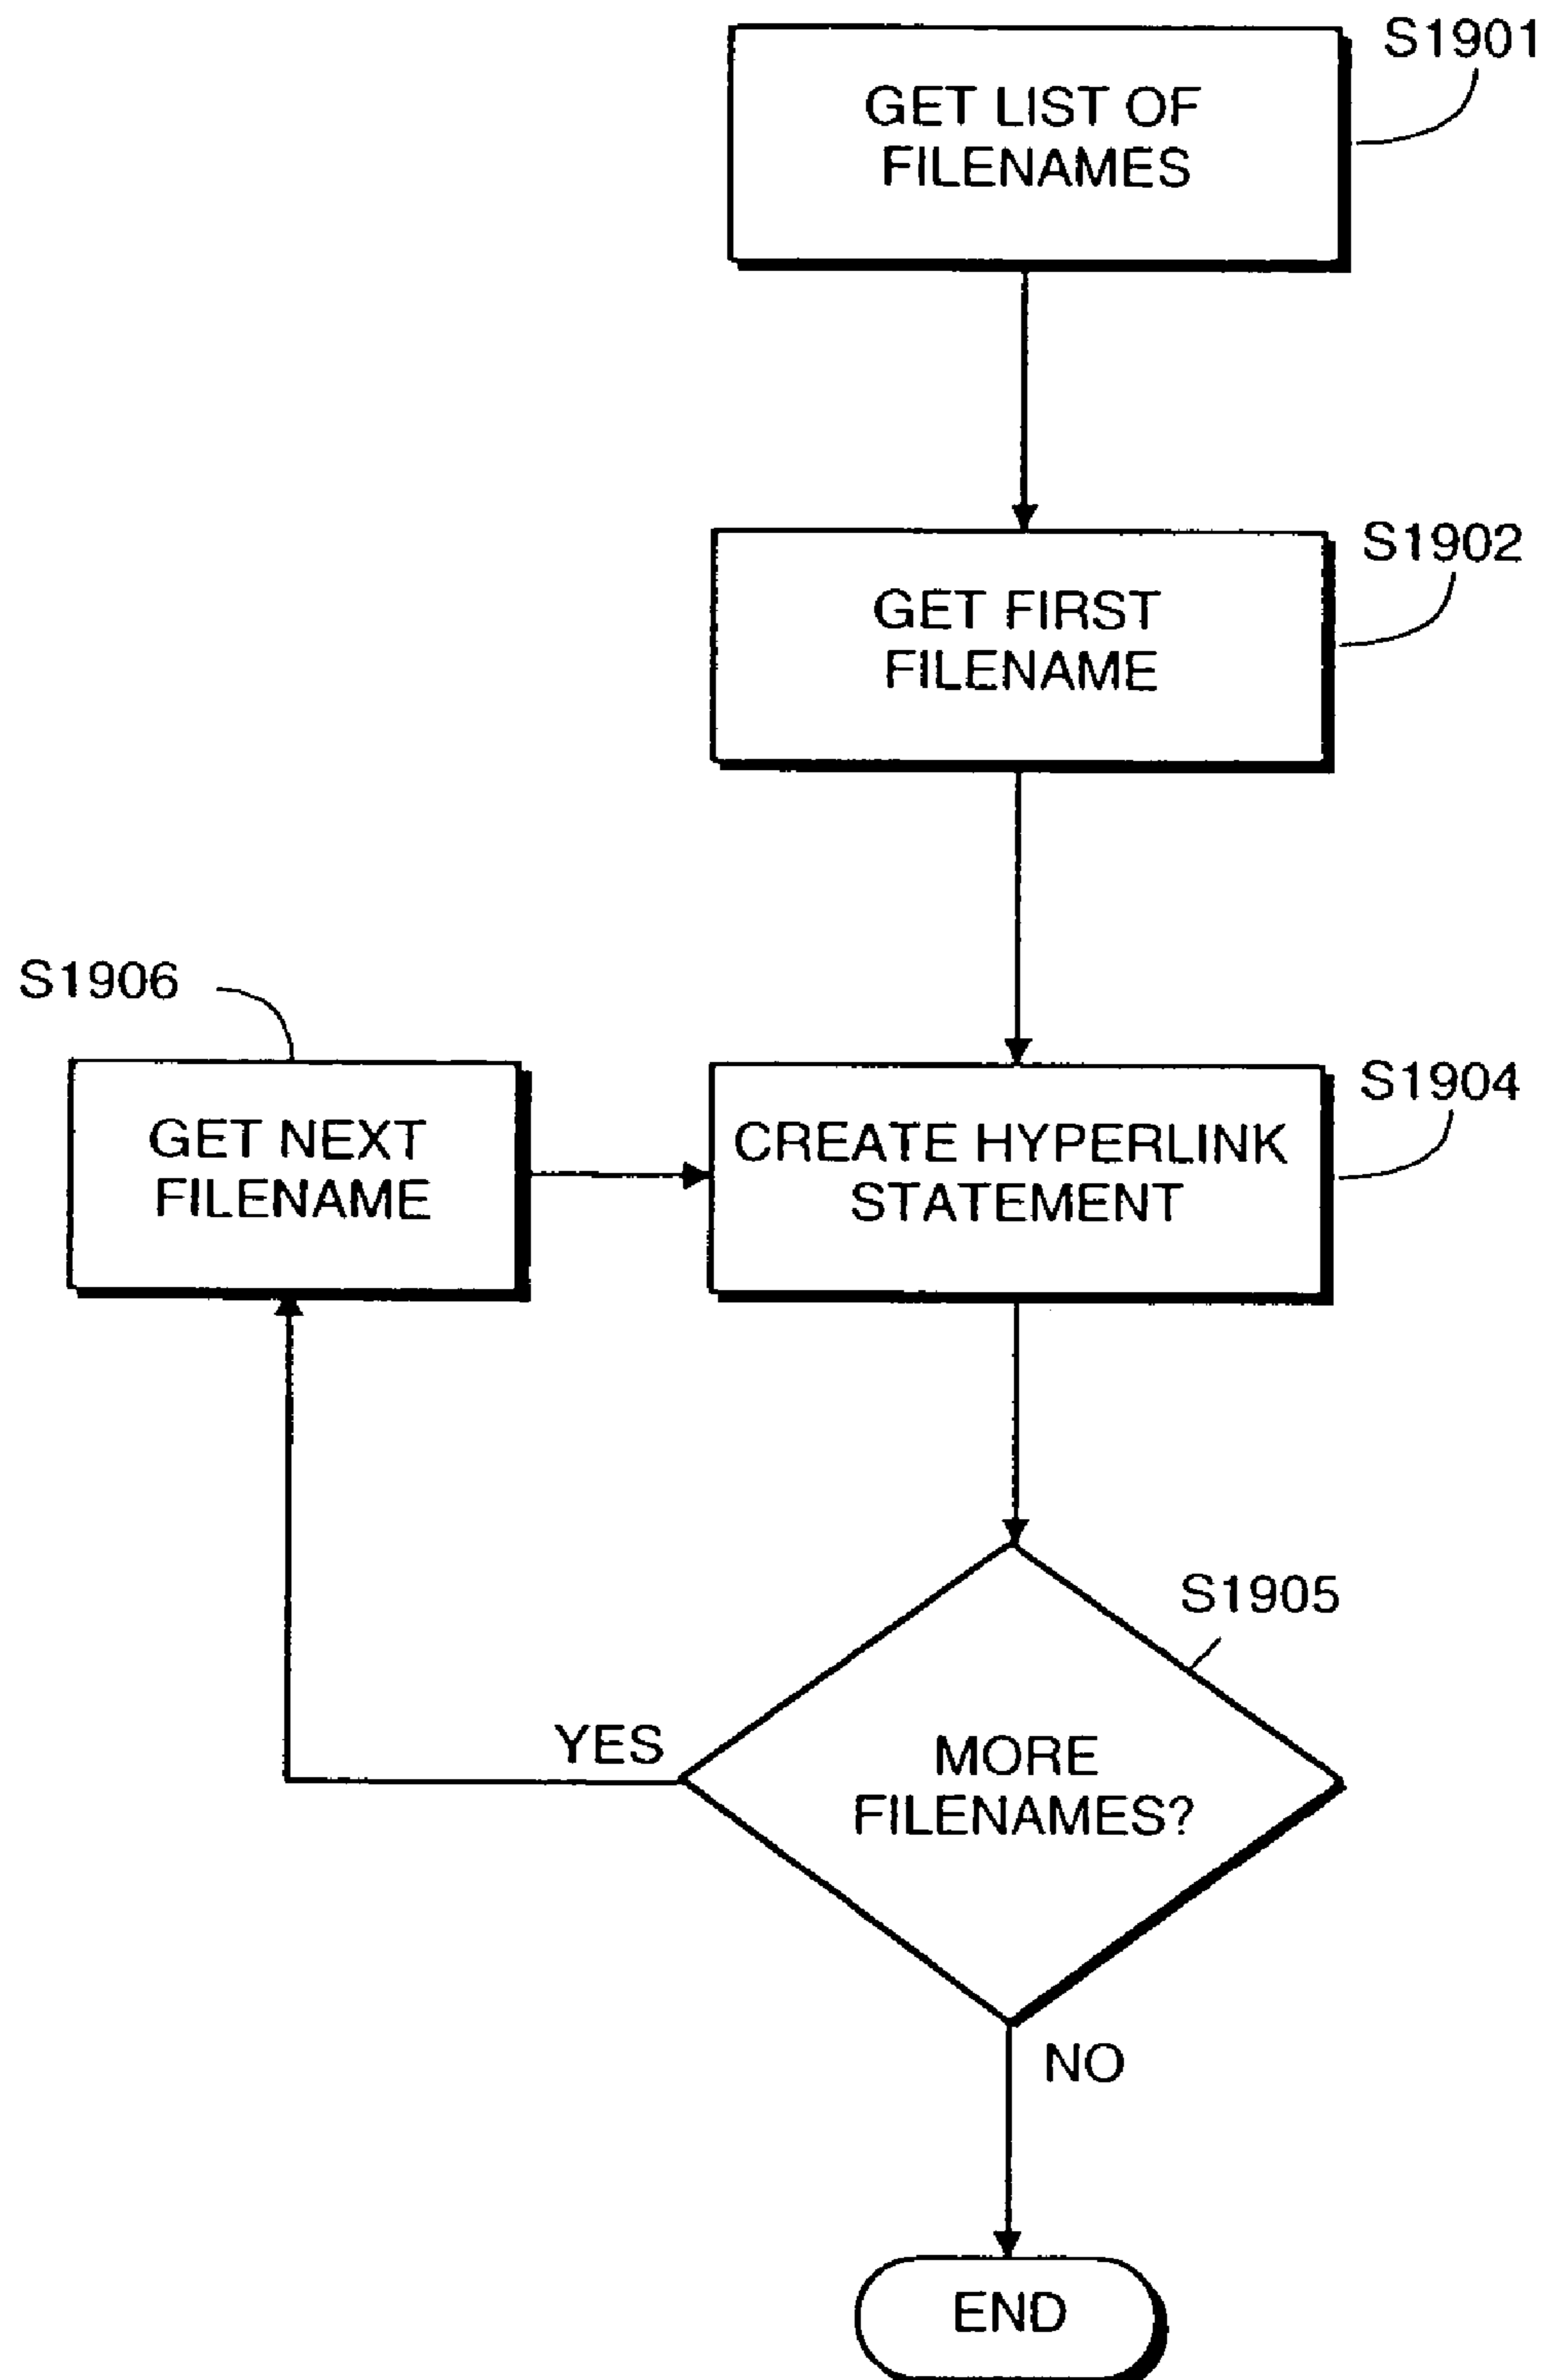 S1901
GET LIST OF
FILENAMES
S1902
GET FIRST
FILENAME
S1906
GET NEXT
FILENAME
S1904
CREATE HYPERLINK
STATEMENT
S1905
YES
MORE
FILENAMES?
NO
END